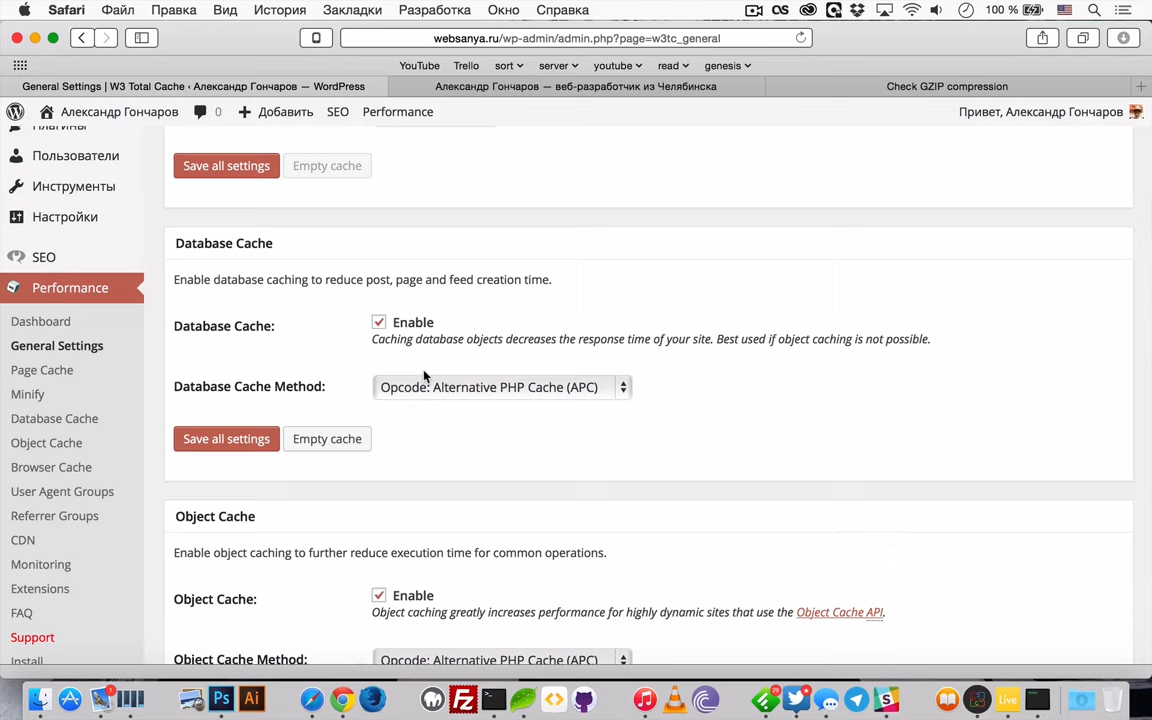 Safari Файл Правка Вид История Закладки Разработка Окно Справка 100 %
websanya.ru/wp-admin/admin.php?page=w3tc_general
YouTube Trello sort server youtube read genesis
General Settings | W3 Total Cache ‹ Александр Гончаров — WordPress Александр Гончаров — веб-разработчик из Челябинска Check GZIP compression
Александр Гончаров 0 Добавить SEO Performance Привет, Александр Гончаров
Плагины
Пользователи
Инструменты
Настройки
SEO
Performance
Dashboard
General Settings
Page Cache
Minify
Database Cache
Object Cache
Browser Cache
User Agent Groups
Referrer Groups
CDN
Monitoring
Extensions
FAQ
Support
Install
Save all settings Empty cache
Database Cache
Enable database caching to reduce post, page and feed creation time.
Database Cache: Enable
Caching database objects decreases the response time of your site. Best used if object caching is not possible.
Database Cache Method: Opcode: Alternative PHP Cache (APC)
Save all settings Empty cache
Object Cache
Enable object caching to further reduce execution time for common operations.
Object Cache: Enable
Object caching greatly increases performance for highly dynamic sites that use the Object Cache API.
Object Cache Method: Opcode: Alternative PHP Cache (APC)
Ps Ai Fz Live